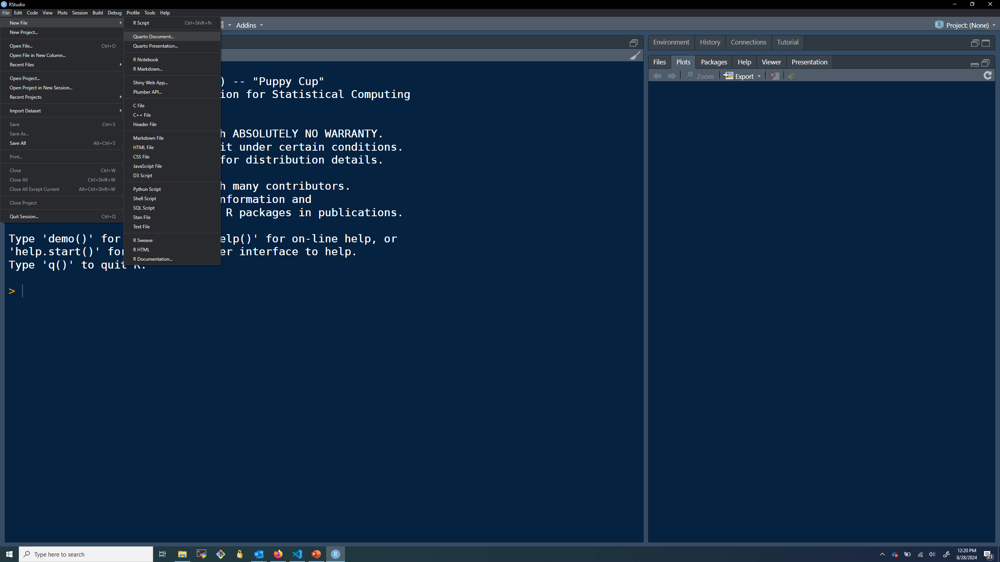 RStudio
File Edit Code View Plots Session Build Debug Profile Tools Help
Addins
Project: (None)
New File
New Project...
Open File... Ctrl+O
Open File in New Column...
Recent Files
Open Project...
Open Project in New Session...
Recent Projects
Import Dataset
Save Ctrl+S
Save As...
Save All Alt+Ctrl+S
Print...
Close Ctrl+W
Close All Ctrl+Shift+W
Close All Except Current Alt+Ctrl+Shift+W
Close Project
Quit Session... Ctrl+Q
R Script Ctrl+Shift+N
Quarto Document...
Quarto Presentation...
R Notebook
R Markdown...
Shiny Web App...
Plumber API...
C File
C++ File
Header File
Markdown File
HTML File
CSS File
JavaScript File
D3 Script
Python Script
Shell Script
SQL Script
Stan File
Text File
R Sweave
R HTML
R Documentation...
) -- "Puppy Cup"
ion for Statistical Computing
h ABSOLUTELY NO WARRANTY.
it under certain conditions.
for distribution details.
h many contributors.
nformation and
R packages in publications.
Type 'demo()' for elp()' for on-line help, or
'help.start()' for er interface to help.
Type 'q()' to quit R.
>
Environment History Connections Tutorial
Files Plots Packages Help Viewer Presentation
Zoom Export
Type here to search
12:20 PM
8/28/2024
23